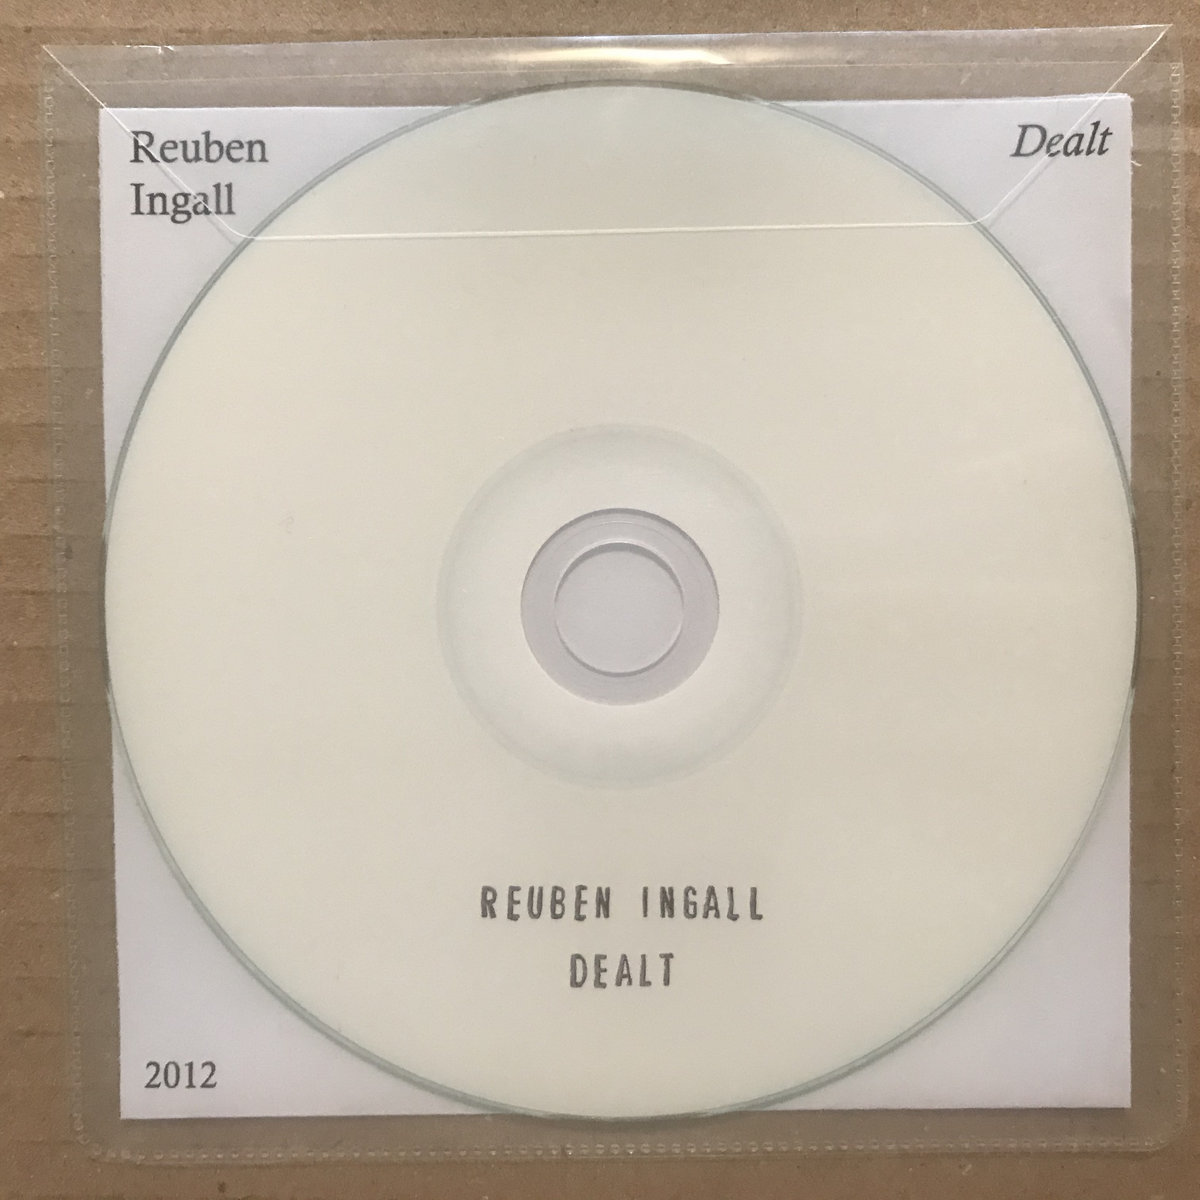 Reuben
Ingall
Dealt
REUBEN INGALL
DEALT
2012